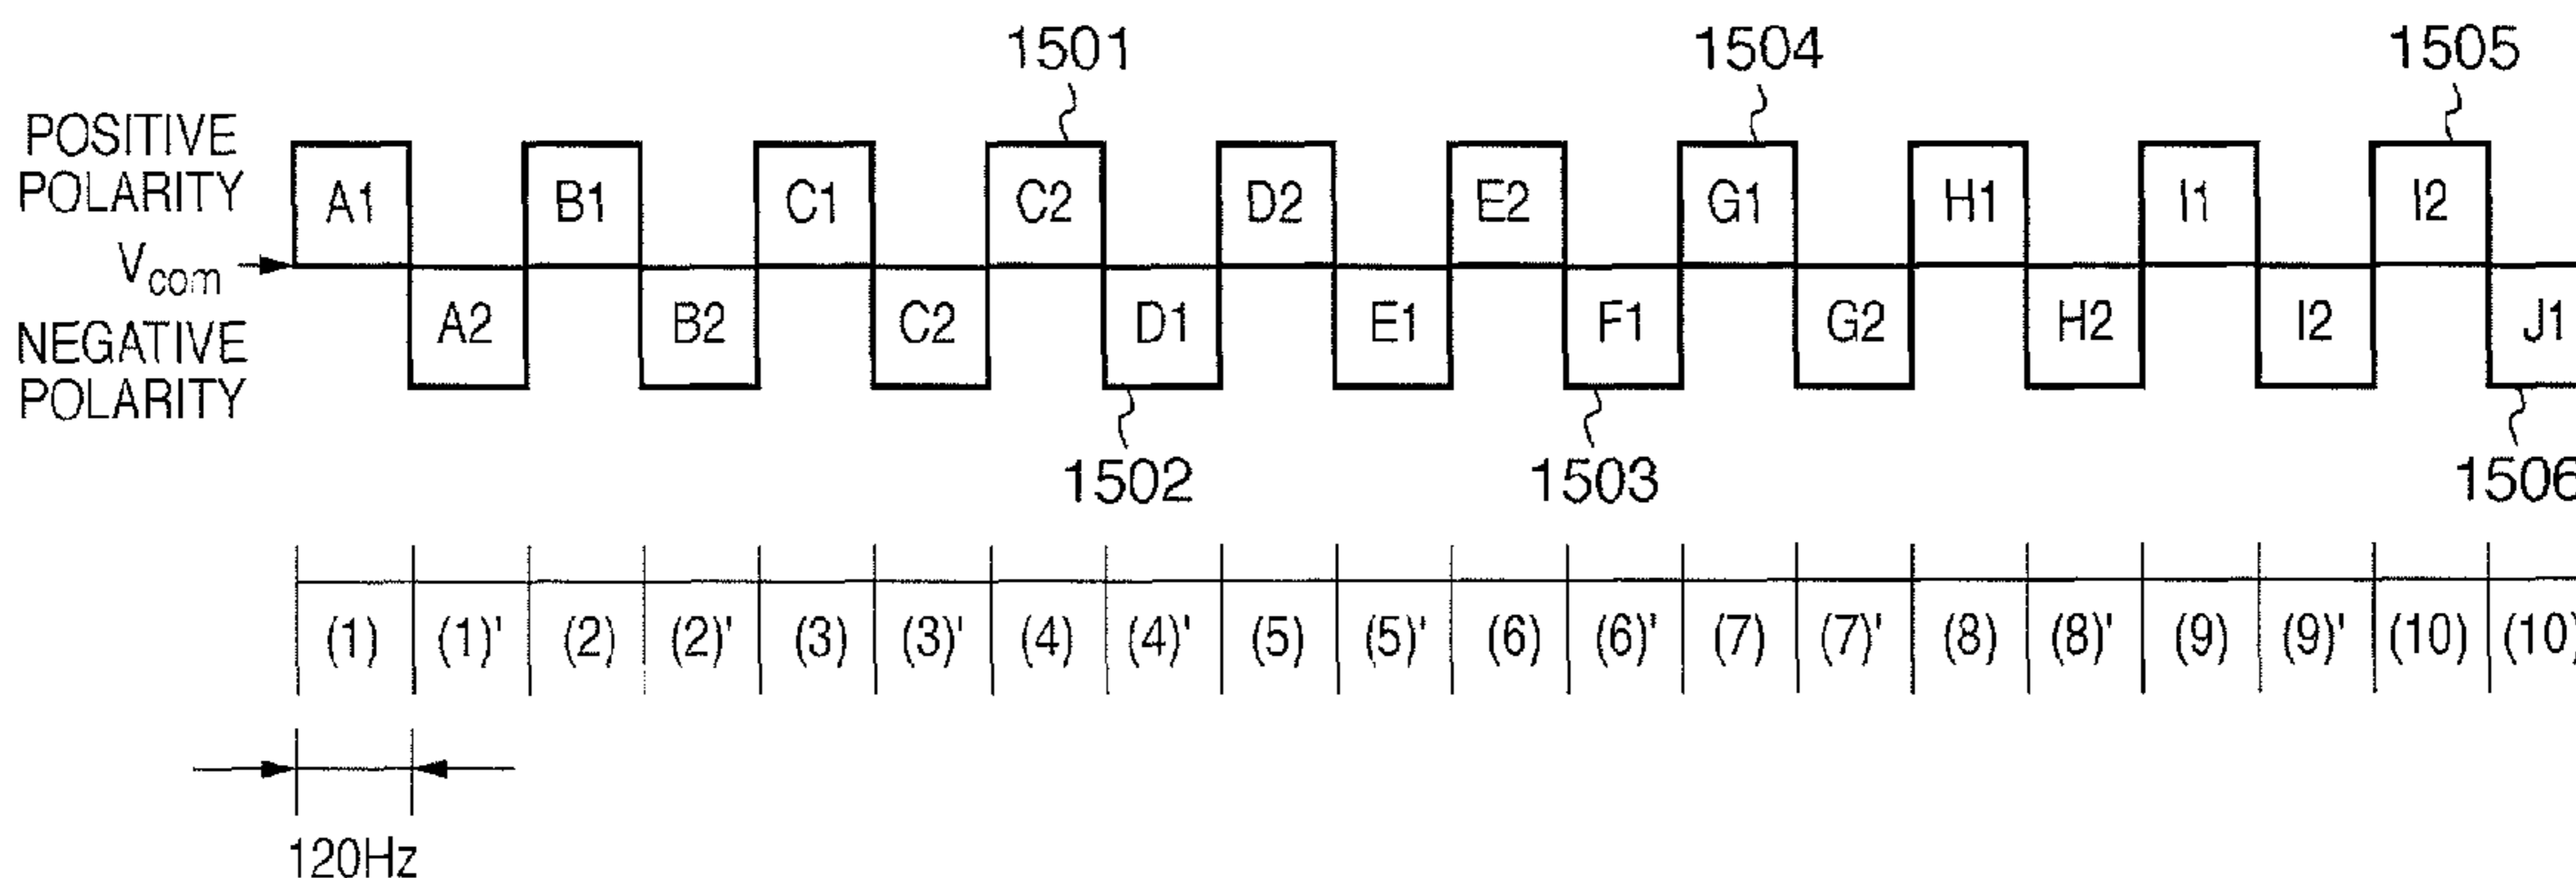 1501 1504 1505
POSITIVE
POLARITY
A1 B1 C1 C2 D2 E2 G1 H1 I1 I2
Vcom
A2 B2 C2 D1 E1 F1 G2 H2 I2 J1
NEGATIVE
POLARITY
1502 1503 1506
(1) (1)' (2) (2)' (3) (3)' (4) (4)' (5) (5)' (6) (6)' (7) (7)' (8) (8)' (9) (9)' (10) (10)
120Hz